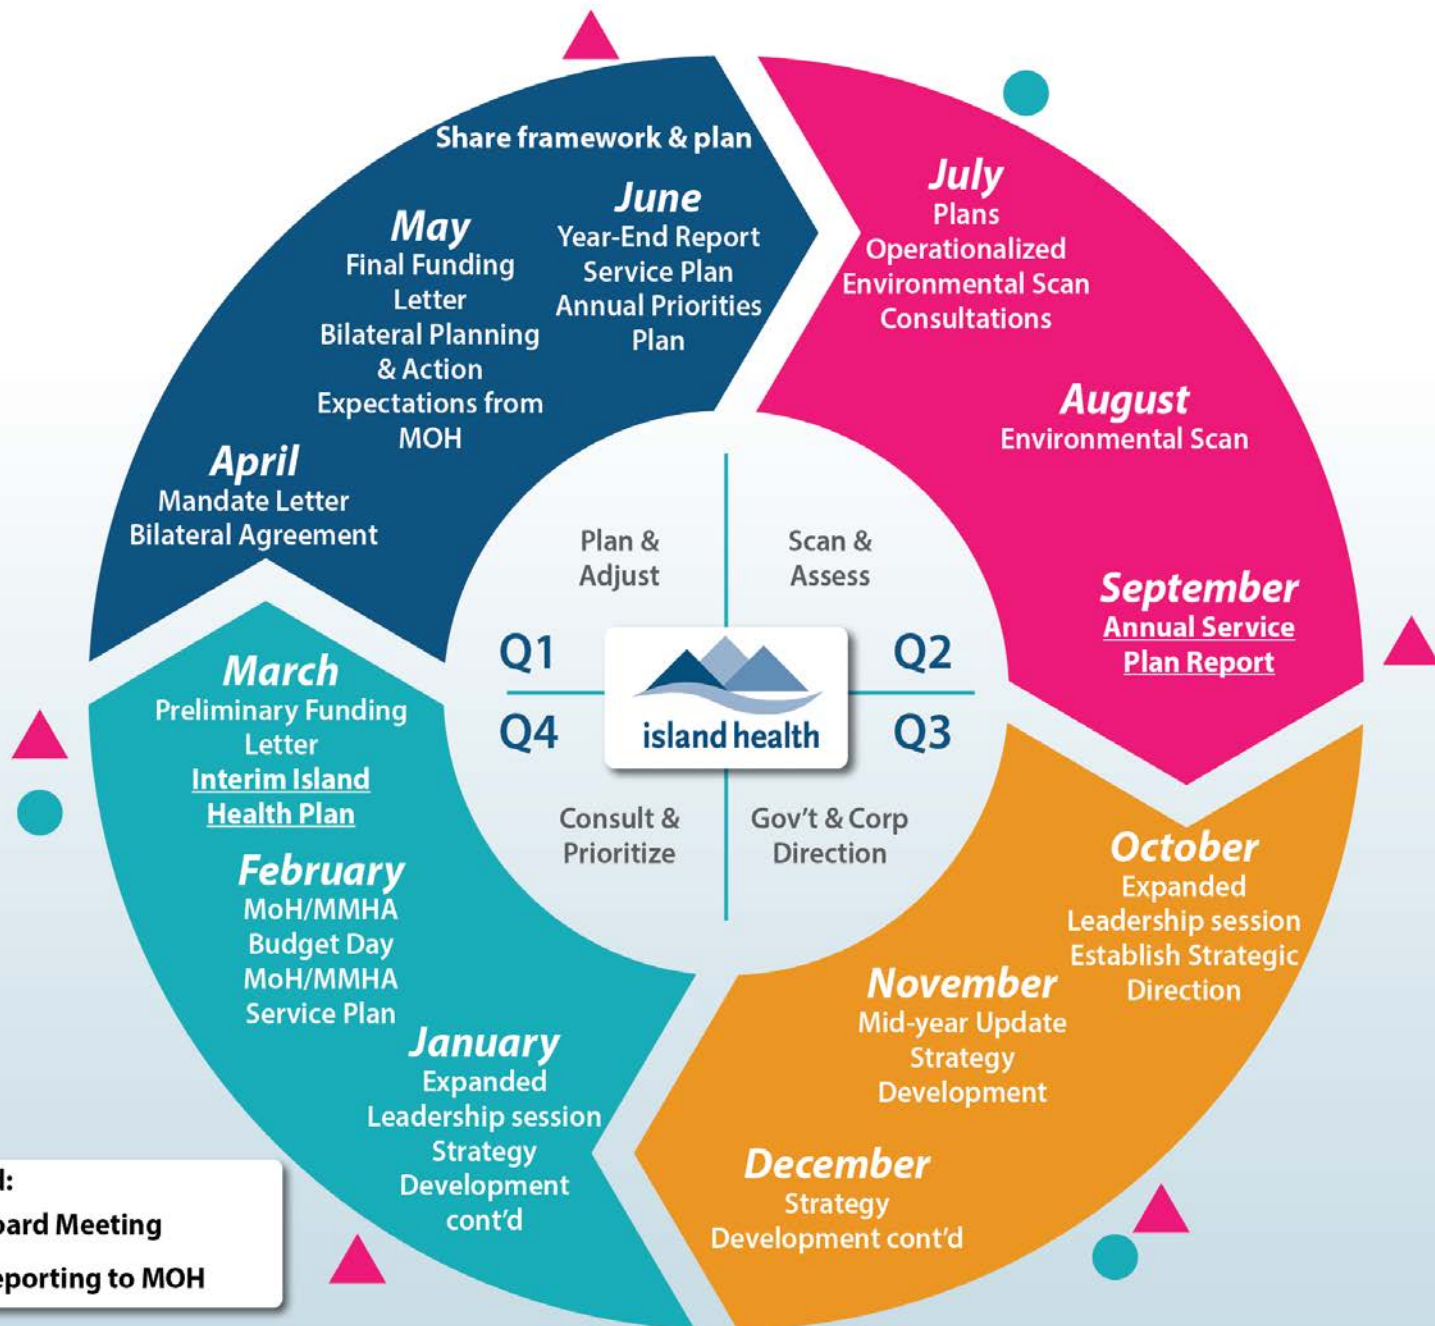 Share framework & plan
April
Mandate Letter
Bilateral Agreement
May
Final Funding
Letter
Bilateral Planning
& Action
Expectations from
MOH
June
Year-End Report
Service Plan
Annual Priorities
Plan
July
Plans
Operationalized
Environmental Scan
Consultations
August
Environmental Scan
September
Annual Service
Plan Report
October
Expanded
Leadership session
Establish Strategic
Direction
November
Mid-year Update
Strategy
Development
December
Strategy
Development cont’d
January
Expanded
Leadership session
Strategy
Development
cont’d
February
MoH/MMHA
Budget Day
MoH/MMHA
Service Plan
March
Preliminary Funding
Letter
Interim Island
Health Plan
Plan &
Adjust
Q1
Scan &
Assess
Q2
Q3
Gov’t & Corp
Direction
Q4
Consult &
Prioritize
island health
Meeting
to MOH